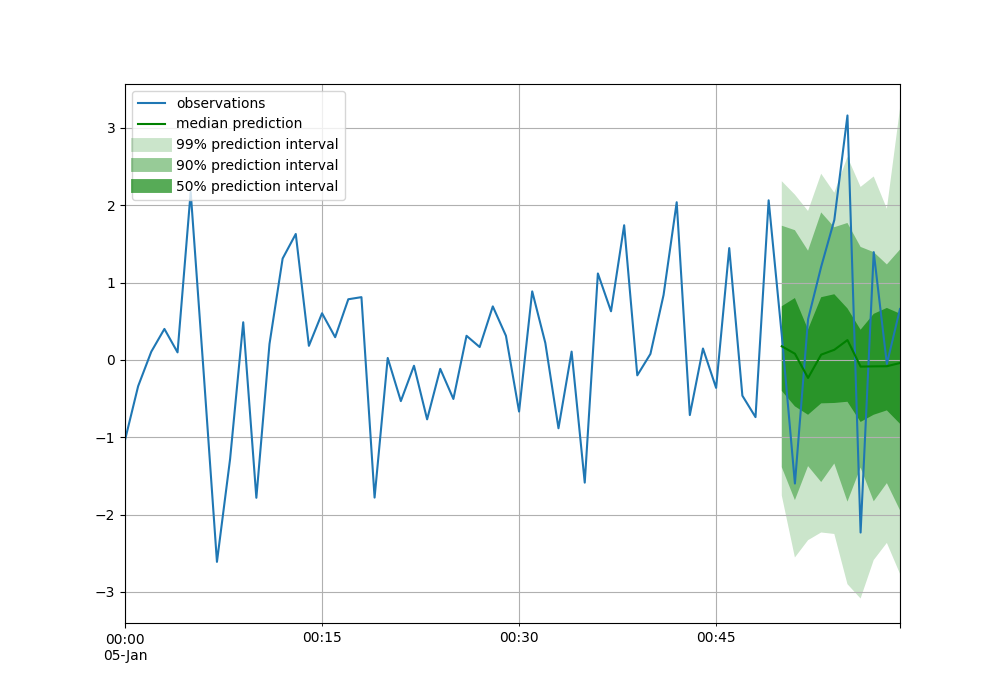 observations
median prediction
99% prediction interval
90% prediction interval
50% prediction interval
3
2
1
0
−1
−2
−3
00:00
05-Jan
00:15
00:30
00:45